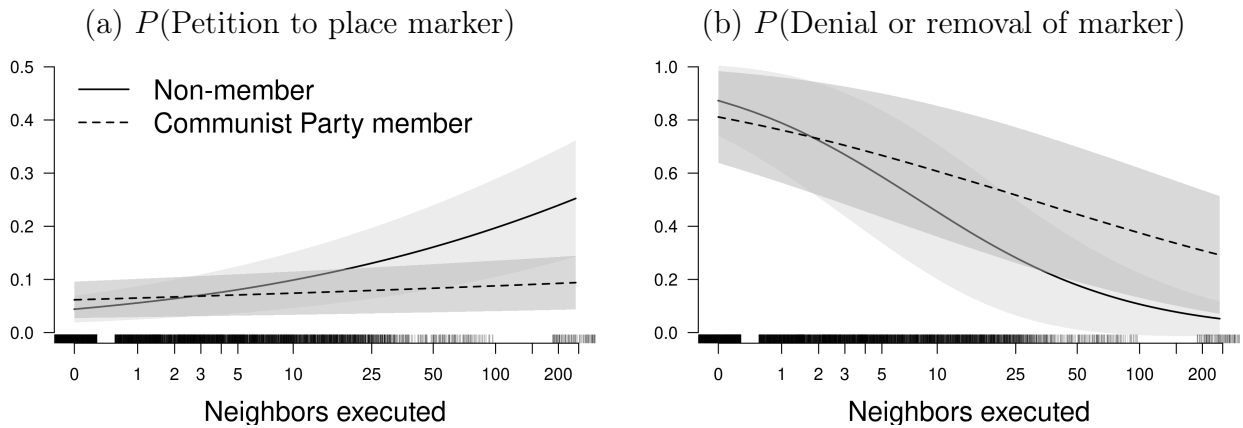 (a) P(Petition to place marker)
0.5
0.4
0.3
0.2
0.1
0.0
Non-member
Communist Party member
0 1 2 3 5 10 25 50 100 200
Neighbors executed
(b) P(Denial or removal of marker)
1.0
0.8
0.6
0.4
0.2
0.0
0 1 2 3 5 10 25 50 100 200
Neighbors executed